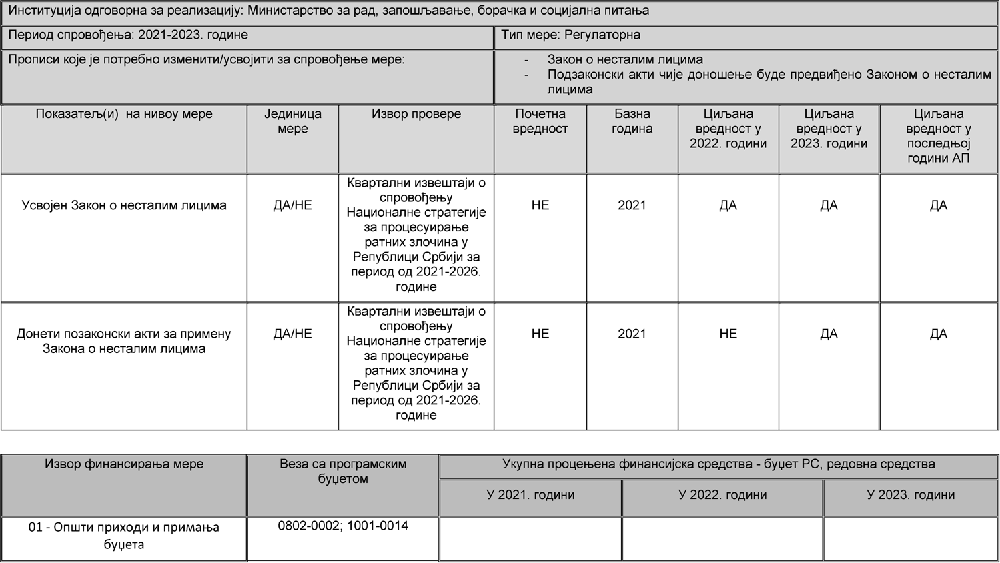 Институција одговорна за реализацију: Министарство за рад, запошљавање, борачка и социјална питања
Период спровођења: 2021-2023. године
Тип мере: Регулаторна
Прописи које је потребно изменити/усвојити за спровођење мере:
- Закон о несталим лицима
- Подзаконски акти чије доношење буде предвиђено Законом о несталим
лицима
Показатељ(и) на нивоу мере
Јединица
мере
Извор провере
Почетна
вредност
Базна
година
Циљана
вредност у
2022. години
Циљана
вредност у
2023. години
Циљана
вредност у
последњој
години АП
Усвојен Закон о несталим лицима
ДА/НЕ
Квартални извештаји о
спровођењу
Националне стратегије
за процесуирање
ратних злочина у
Републици Србији за
период од 2021-2026.
године
НЕ
2021
ДА
ДА
ДА
Донети позаконски акти за примену
Закона о несталим лицима
ДА/НЕ
Квартални извештаји о
спровођењу
Националне стратегије
за процесуирање
ратних злочина у
Републици Србији за
период од 2021-2026.
године
НЕ
2021
НЕ
ДА
ДА
Извор финансирања мере
Веза са програмским
буџетом
Укупна процењена финансијска средства - буџет РС, редовна средства
У 2021. години
У 2022. години
У 2023. години
01 - Општи приходи и примања
буџета
0802-0002; 1001-0014